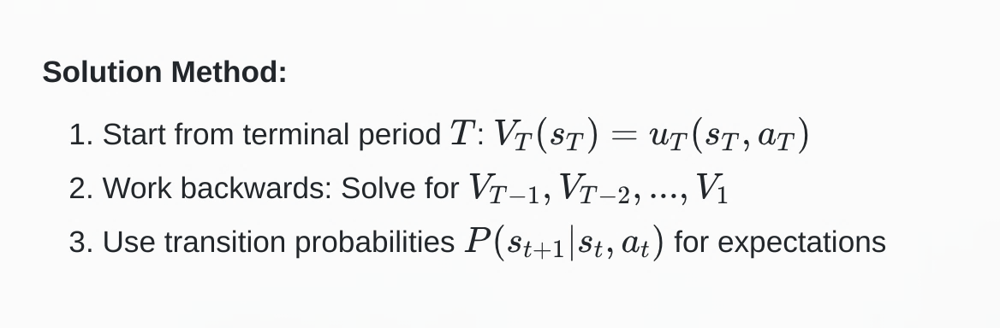 Solution Method:
1. Start from terminal period T: V_T(s_T) = u_T(s_T, a_T)
2. Work backwards: Solve for V_{T−1}, V_{T−2}, ..., V_1
3. Use transition probabilities P(s_{t+1}|s_t, a_t) for expectations